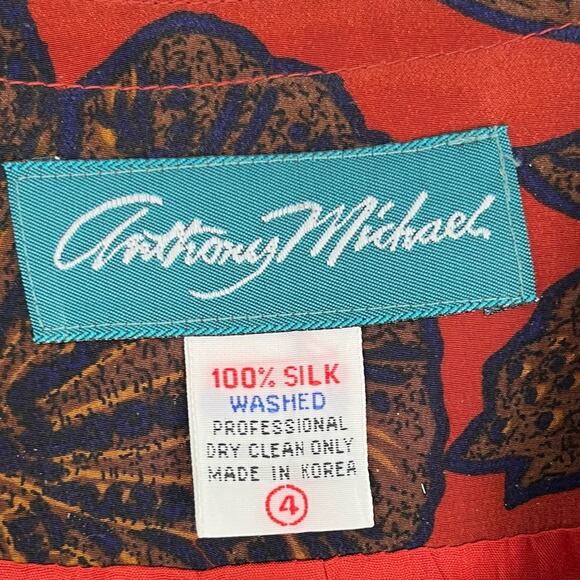 Anthony Michael
100% SILK
WASHED
PROFESSIONAL
DRY CLEAN ONLY
MADE IN KOREA
4